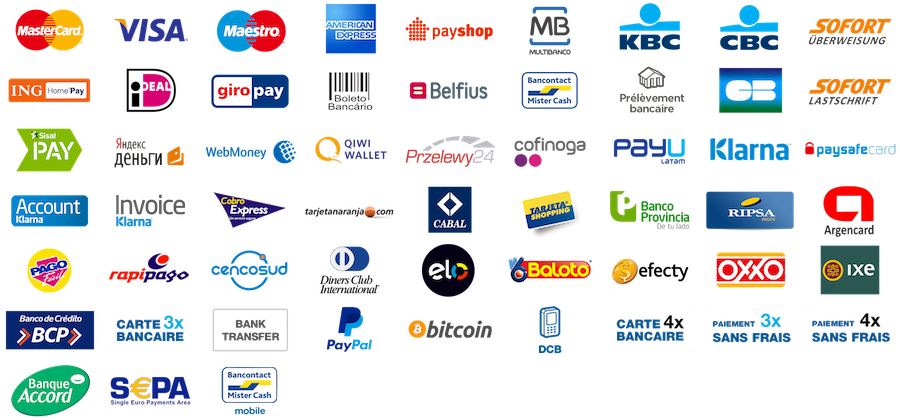 MasterCard
VISA
Maestro
AMERICAN
EXPRESS
payshop
MB
MULTIBANCO
KBC
CBC
SOFORT
ÜBERWEISUNG
ING Home'Pay
iDEAL
giropay
Boleto
Bancário
Belfius
Bancontact
Mister Cash
Prélèvement
bancaire
CB
SOFORT
LASTSCHRIFT
Sisal
PAY
Яндекс
деньги
WebMoney
QIWI
WALLET
Przelewy24
cofinoga
PayU
LATAM
Klarna
paysafecard
Account
Klarna
Invoice
Klarna
Cobro
Express
tarjetanaranja.com
CABAL
TARJETA
SHOPPING
Banco
Provincia
De tu lado
RIPSA
PAGOS
Argencard
PAGO
fácil
rapipago
cencosud
Diners Club
International®
elo
Baloto
efecty
OXXO
ixe
Banco de Crédito
BCP
CARTE 3x
BANCAIRE
BANK
TRANSFER
PayPal
bitcoin
DCB
CARTE 4x
BANCAIRE
PAIEMENT 3x
SANS FRAIS
PAIEMENT 4x
SANS FRAIS
Banque
Accord
S€PA
Single Euro Payments Area
Bancontact
Mister Cash
mobile